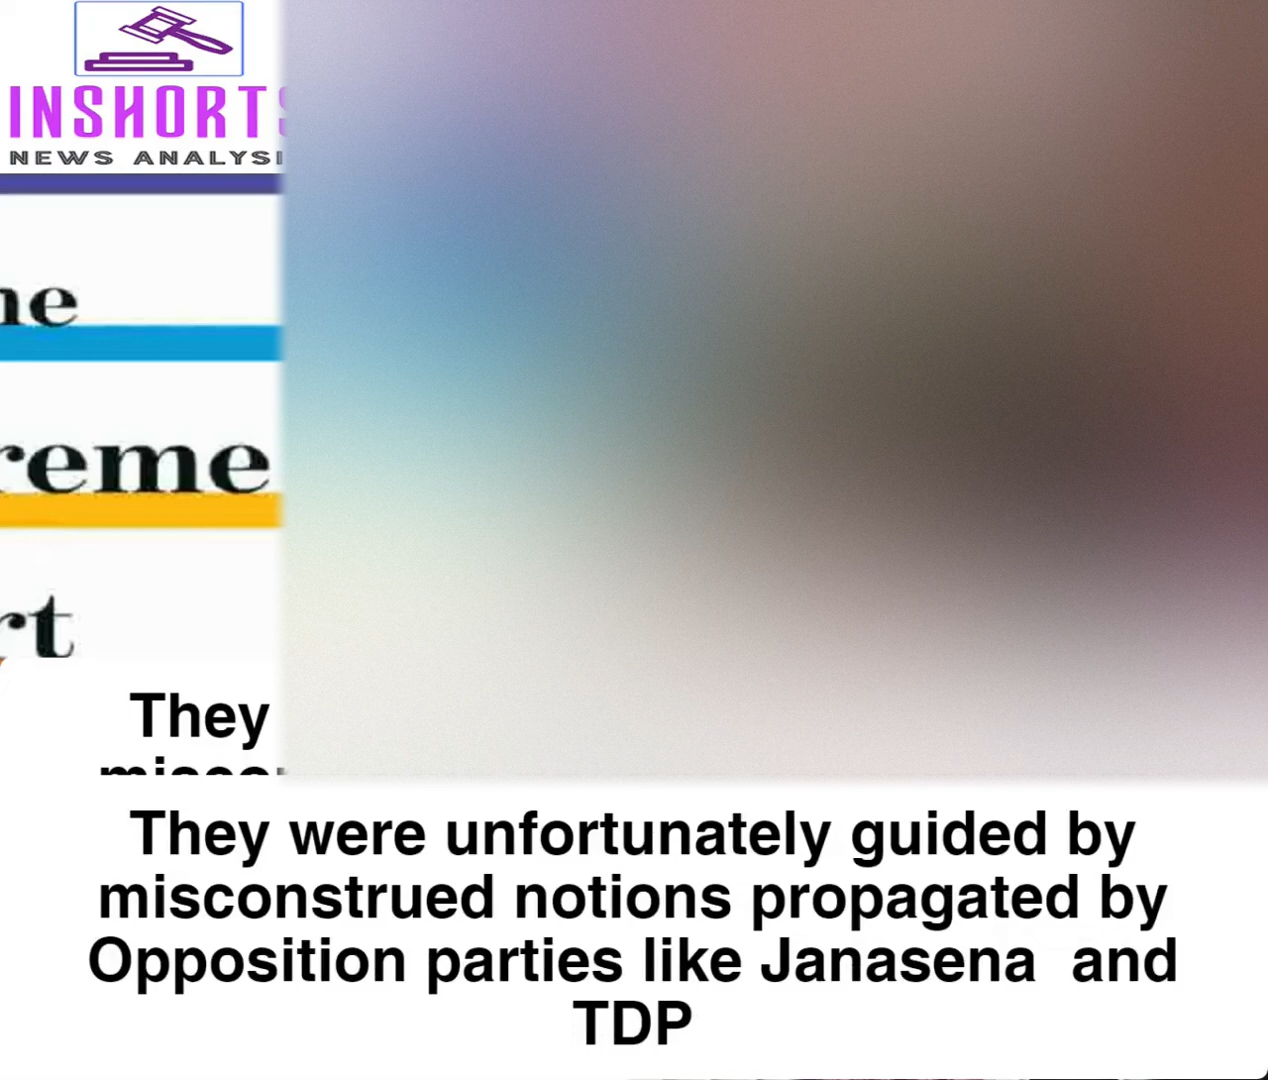 INSHORTS
NEWS ANALYSI
ne
reme
rt
They
They were unfortunately guided by
misconstrued notions propagated by
Opposition parties like Janasena  and
TDP